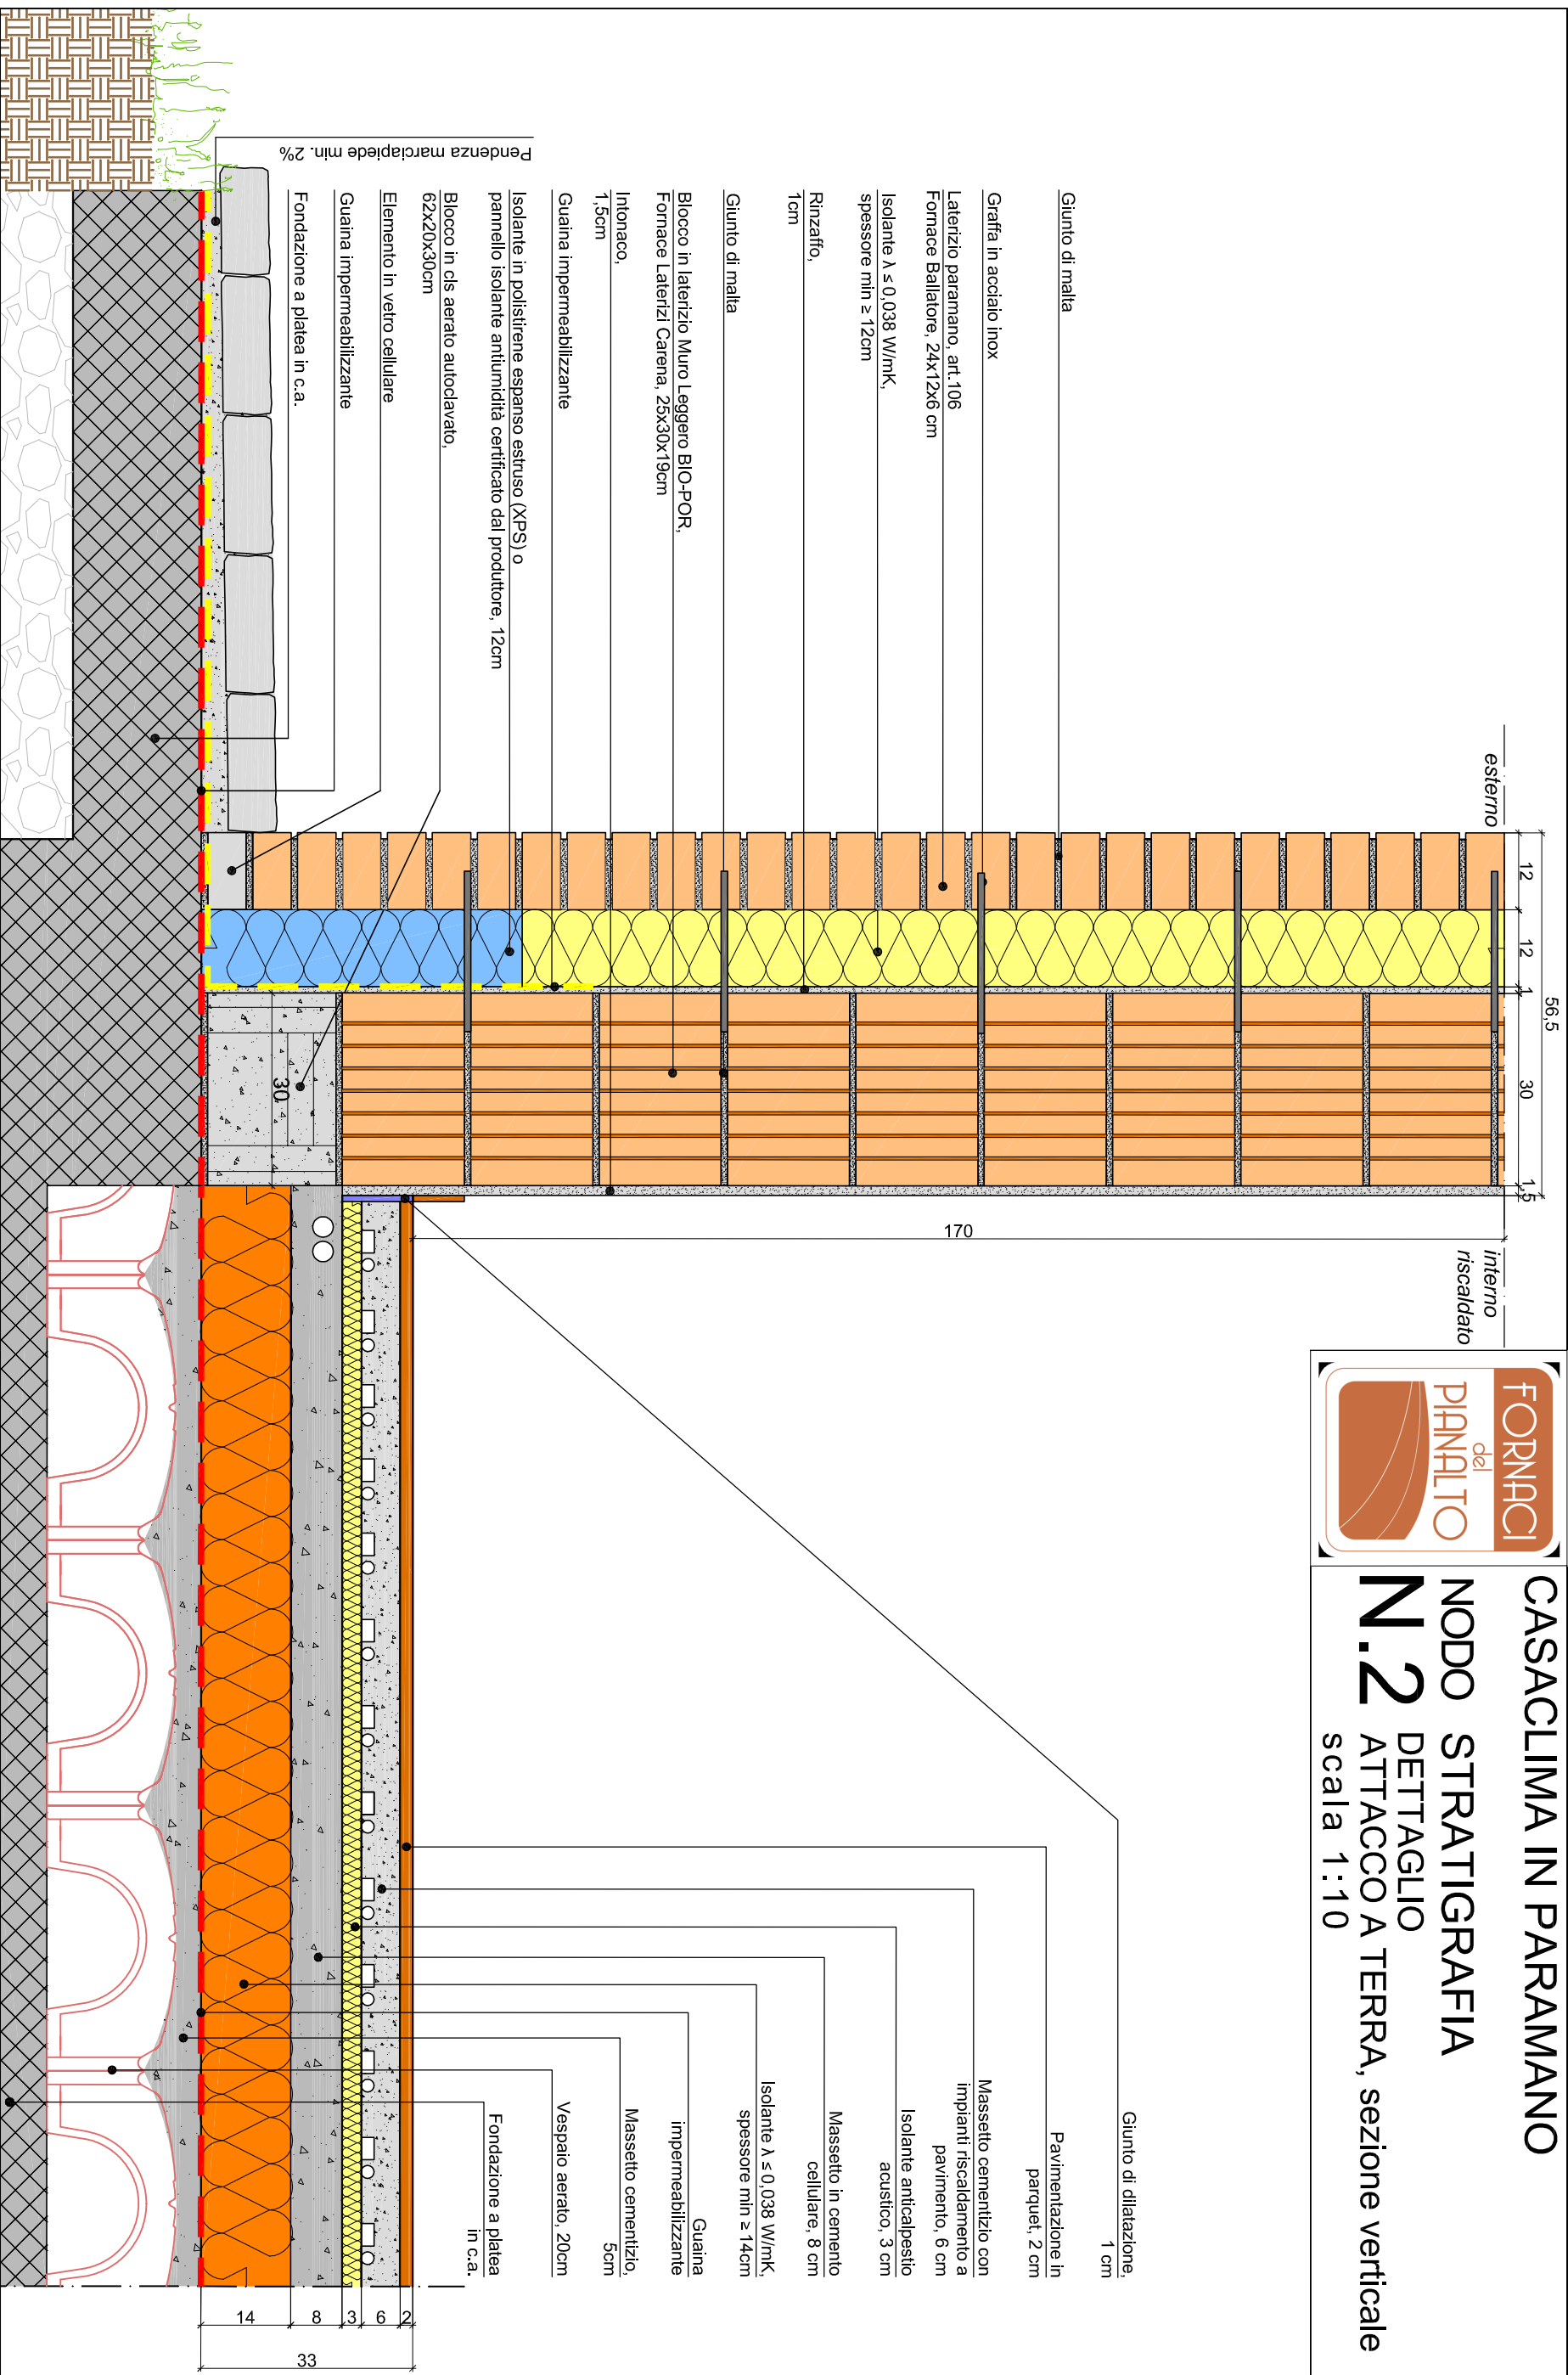 FORNACI
del
PIANALTO
CASACLIMA IN PARAMANO
NODO STRATIGRAFIA
N.2
DETTAGLIO
ATTACCO A TERRA, sezione verticale
scala 1:10
esterno
interno
riscaldato
56,5
12
12
1
30
1,5
170
Giunto di malta
Graffa in acciaio inox
Laterizio paramano, art.106
Fornace Ballatore, 24x12x6 cm
Isolante λ ≤ 0,038 W/mK,
spessore min ≥ 12cm
Rinzaffo,
1cm
Giunto di malta
Blocco in laterizio Muro Leggero BIO-POR,
Fornace Laterizi Carena, 25x30x19cm
Intonaco,
1,5cm
Guaina impermeabilizzante
Isolante in polistirene espanso estruso (XPS) o
pannello isolante antiumidità certificato dal produttore, 12cm
Blocco in cls aerato autoclavato,
62x20x30cm
Elemento in vetro cellulare
Guaina impermeabilizzante
Fondazione a platea in c.a.
Pendenza marciapiede min. 2%
30
Giunto di dilatazione,
1 cm
Pavimentazione in
parquet, 2 cm
Massetto cementizio con
impianti riscaldamento a
pavimento, 6 cm
Isolante anticalpestio
acustico, 3 cm
Massetto in cemento
cellulare, 8 cm
Isolante λ ≤ 0,038 W/mK,
spessore min ≥ 14cm
Guaina
impermeabilizzante
Massetto cementizio,
5cm
Vespaio aerato, 20cm
Fondazione a platea
in c.a.
14
8
3
6
2
33